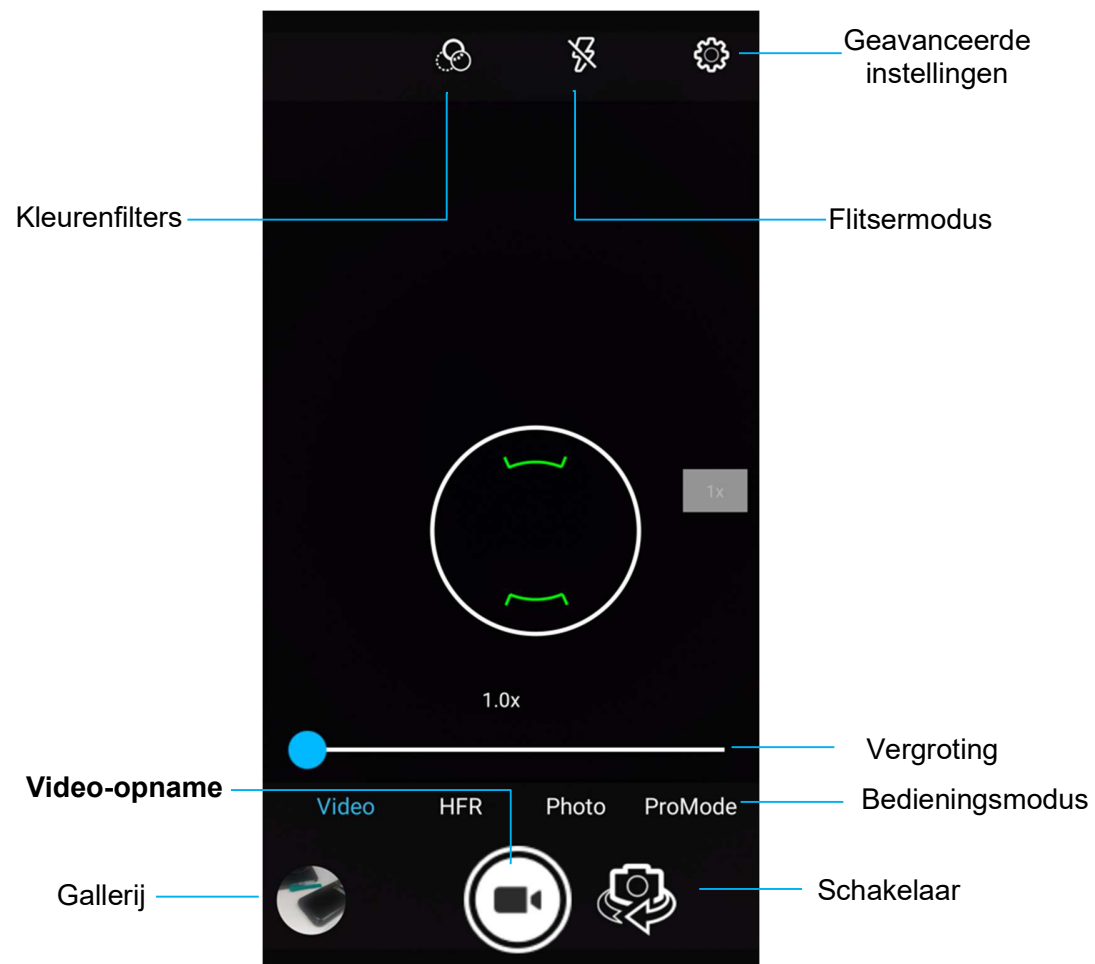 Geavanceerde
instellingen
Kleurenfilters
Flitsermodus
1x
1.0x
Vergroting
Video-opname
Video HFR Photo ProMode
Bedieningsmodus
Gallerij
Schakelaar